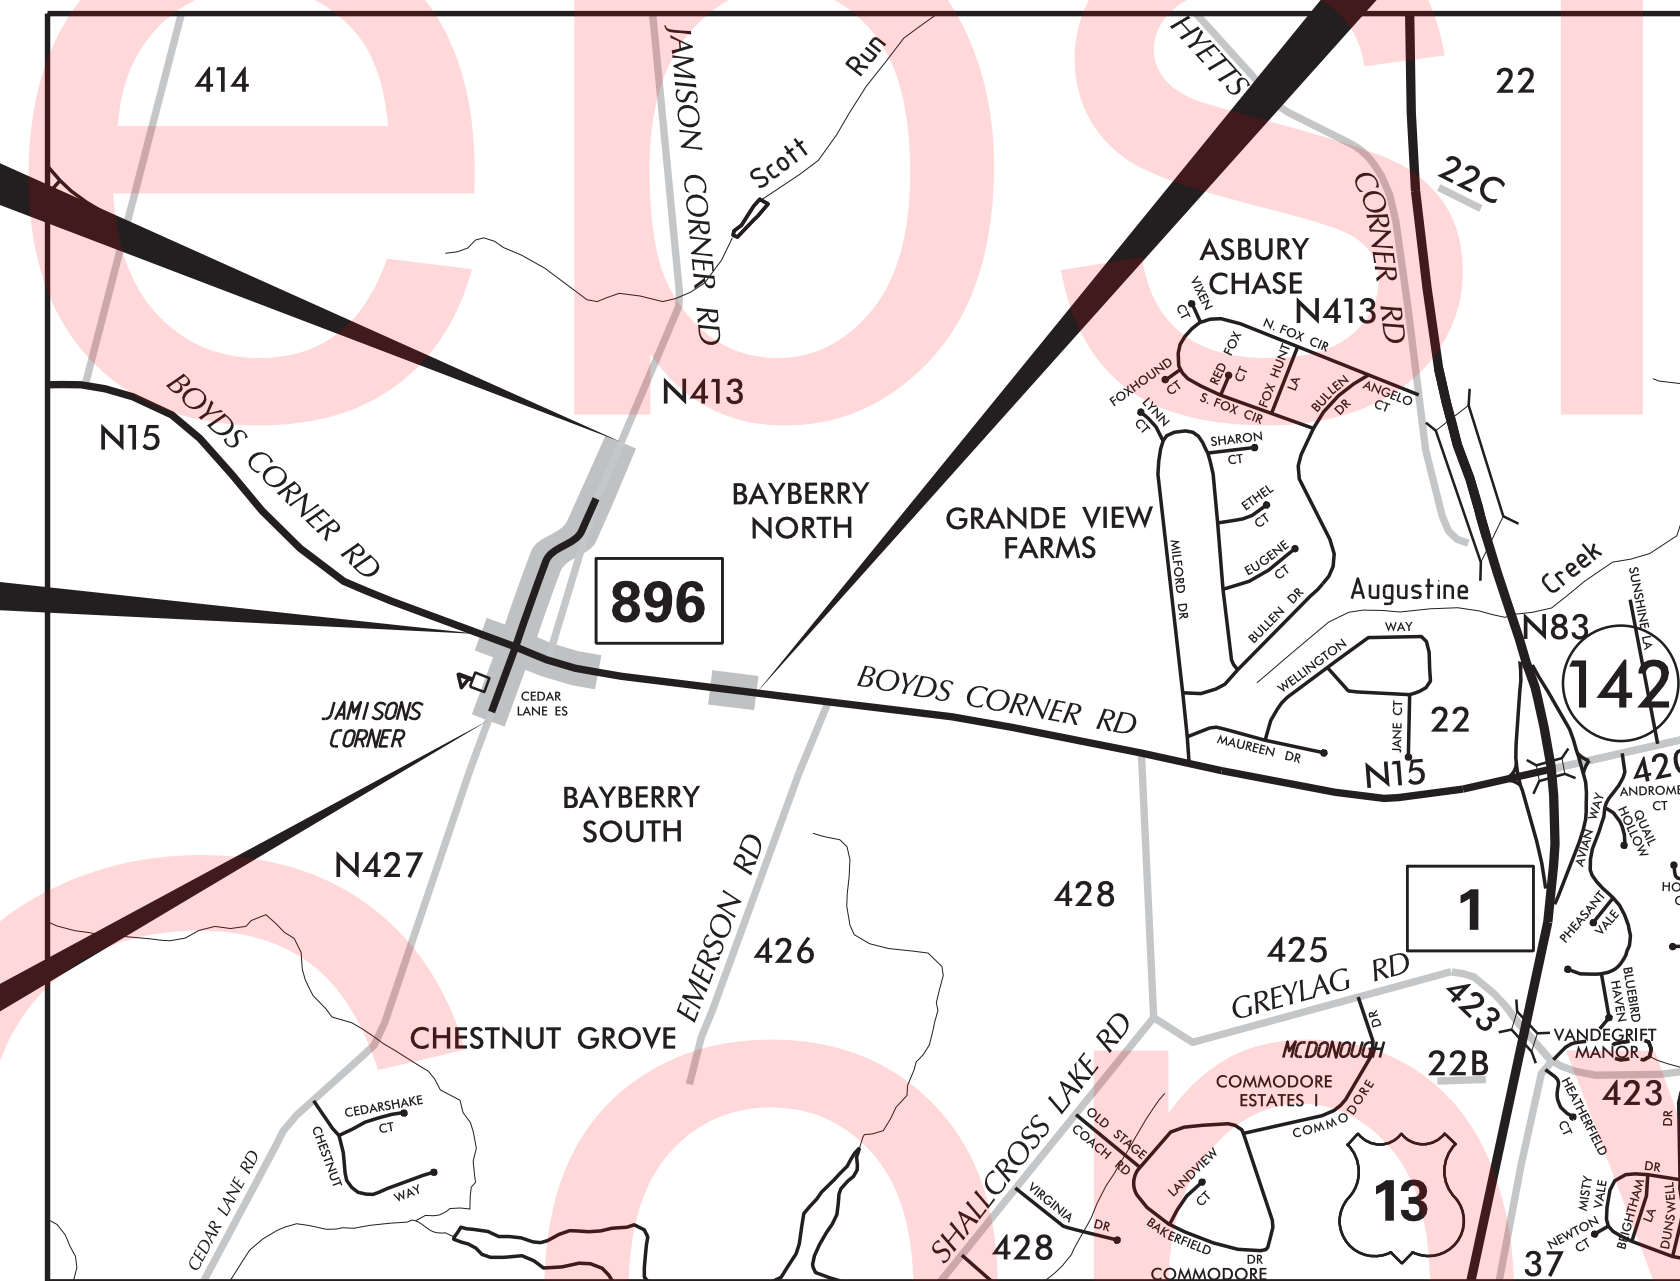 414
JAMISON CORNER RD
Scott Run
HYETTS
CORNER RD
22
22C
ASBURY
CHASE
N413
VIXEN
CT
N. FOX CIR
RED FOX
CT
FOX HUNT
LA
FOXHOUND
CT
S. FOX CIR
BULLEN
DR
ANGELO
CT
LYNN
CT
SHARON
CT
ETHEL
CT
EUGENE
CT
MILFORD DR
BULLEN DR
N15
BOYDS CORNER RD
N413
BAYBERRY
NORTH
GRANDE VIEW
FARMS
896
Augustine
Creek
SUNSHINE LA
N83
142
WELLINGTON
WAY
JANE CT
22
MAUREEN DR
N15
BOYDS CORNER RD
CEDAR
LANE ES
JAMISONS
CORNER
BAYBERRY
SOUTH
N427
EMERSON RD
426
428
425
1
GREYLAG RD
423
AVIAN WAY
QUAIL
HOLLOW
CT
PHEASANT
VALE
BLUEBIRD
HAVEN
VANDEGRIFT
MANOR
423
22B
MCDONOUGH
DR
COMMODORE
ESTATES I
COMMODORE
CHESTNUT GROVE
CEDARSHAKE
CT
CHESTNUT
WAY
CEDAR LANE RD
SHALLCROSS LAKE RD
OLD STAGE
COACH RD
LANDVIEW
CT
VIRGINIA
DR
BAKERFIELD
DR
428
COMMODORE
13
HEATHERFIELD
CT
DR
DR
MISTY
VALE
BRIGHTHAM
LA
DUNSWELL
NEWTON
CT
37